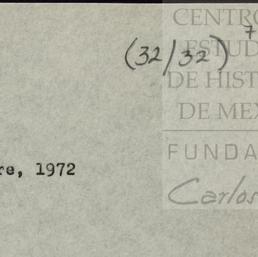 CENTRO
7
(32/32)
ESTUD
DE HIST
DE MEX
FUNDA
re, 1972
Carlos